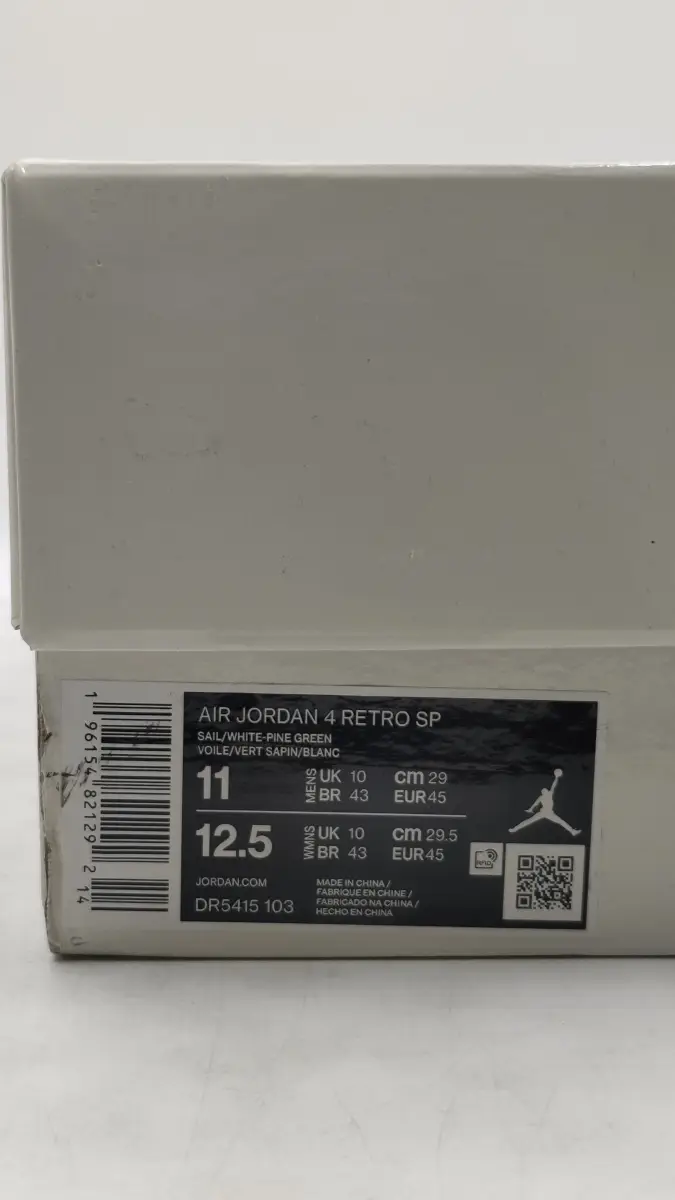 1 96154 82129 2 14
AIR JORDAN 4 RETRO SP
SAIL/WHITE-PINE GREEN
VOILE/VERT SAPIN/BLANC
11 MENS UK 10 cm 29
BR 43 EUR 45
12.5 WMNS UK 10 cm 29.5
BR 43 EUR 45
JORDAN.COM
DR5415 103
MADE IN CHINA /
FABRIQUE EN CHINE /
FABRICADO NA CHINA /
HECHO EN CHINA
RFID